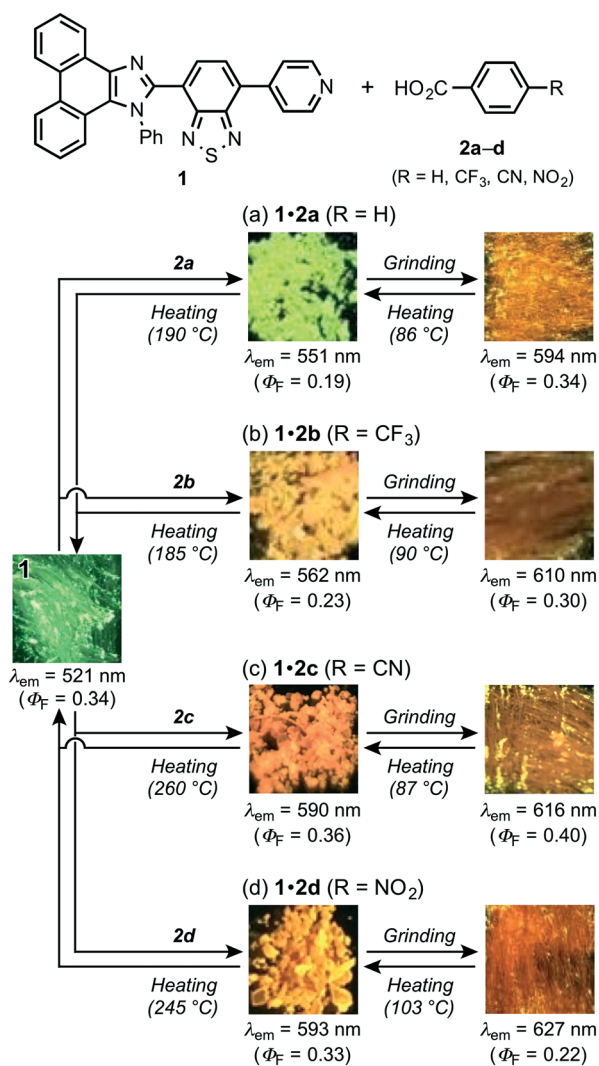 N
N
Ph
N
S
N
N
1
+
HO₂C
R
2a–d
(R = H, CF₃, CN, NO₂)
(a) 1•2a (R = H)
2a
Heating
(190 °C)
Grinding
Heating
(86 °C)
λem = 551 nm
(ΦF = 0.19)
λem = 594 nm
(ΦF = 0.34)
(b) 1•2b (R = CF₃)
2b
Heating
(185 °C)
Grinding
Heating
(90 °C)
λem = 562 nm
(ΦF = 0.23)
λem = 610 nm
(ΦF = 0.30)
1
λem = 521 nm
(ΦF = 0.34)
(c) 1•2c (R = CN)
2c
Heating
(260 °C)
Grinding
Heating
(87 °C)
λem = 590 nm
(ΦF = 0.36)
λem = 616 nm
(ΦF = 0.40)
(d) 1•2d (R = NO₂)
2d
Heating
(245 °C)
Grinding
Heating
(103 °C)
λem = 593 nm
(ΦF = 0.33)
λem = 627 nm
(ΦF = 0.22)